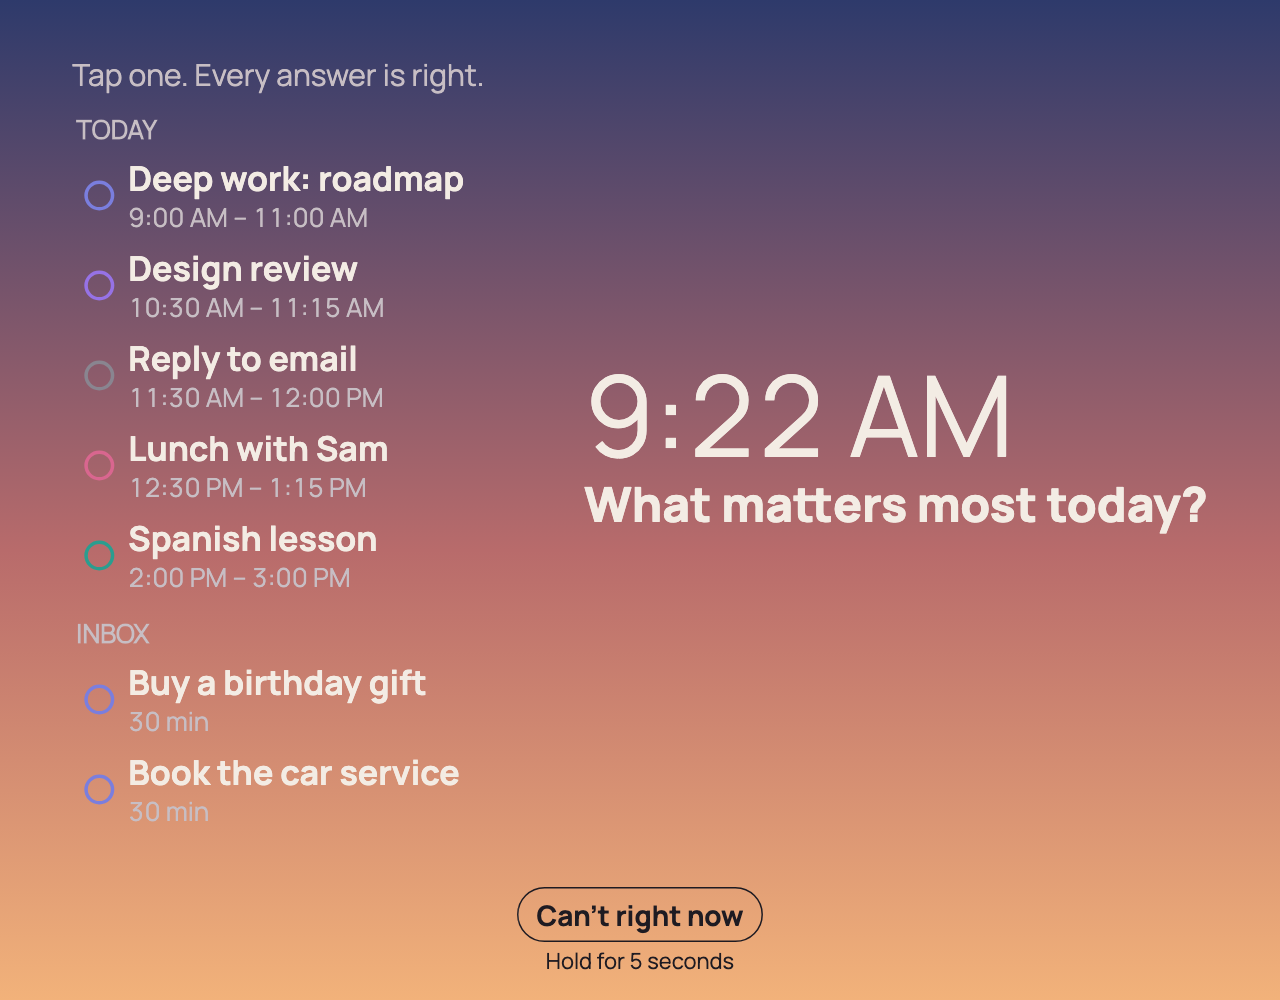 Tap one. Every answer is right.
TODAY
Deep work: roadmap
9:00 AM – 11:00 AM
Design review
10:30 AM – 11:15 AM
Reply to email
11:30 AM – 12:00 PM
Lunch with Sam
12:30 PM – 1:15 PM
Spanish lesson
2:00 PM – 3:00 PM
INBOX
Buy a birthday gift
30 min
Book the car service
30 min
9:22 AM
What matters most today?
Can’t right now
Hold for 5 seconds